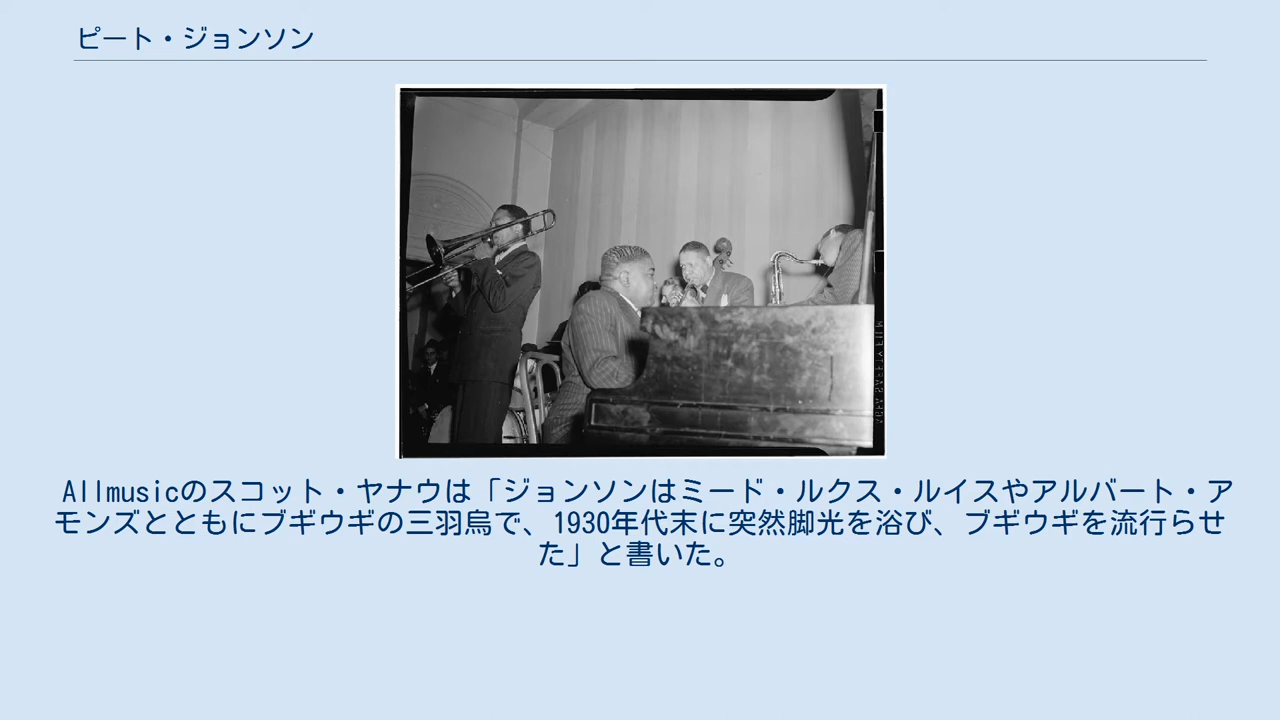 ピート・ジョンソン
Allmusicのスコット・ヤナウは「ジョンソンはミード・ルクス・ルイスやアルバート・ア
モンズとともにブギウギの三羽烏で、1930年代末に突然脚光を浴び、ブギウギを流行らせ
た」と書いた。